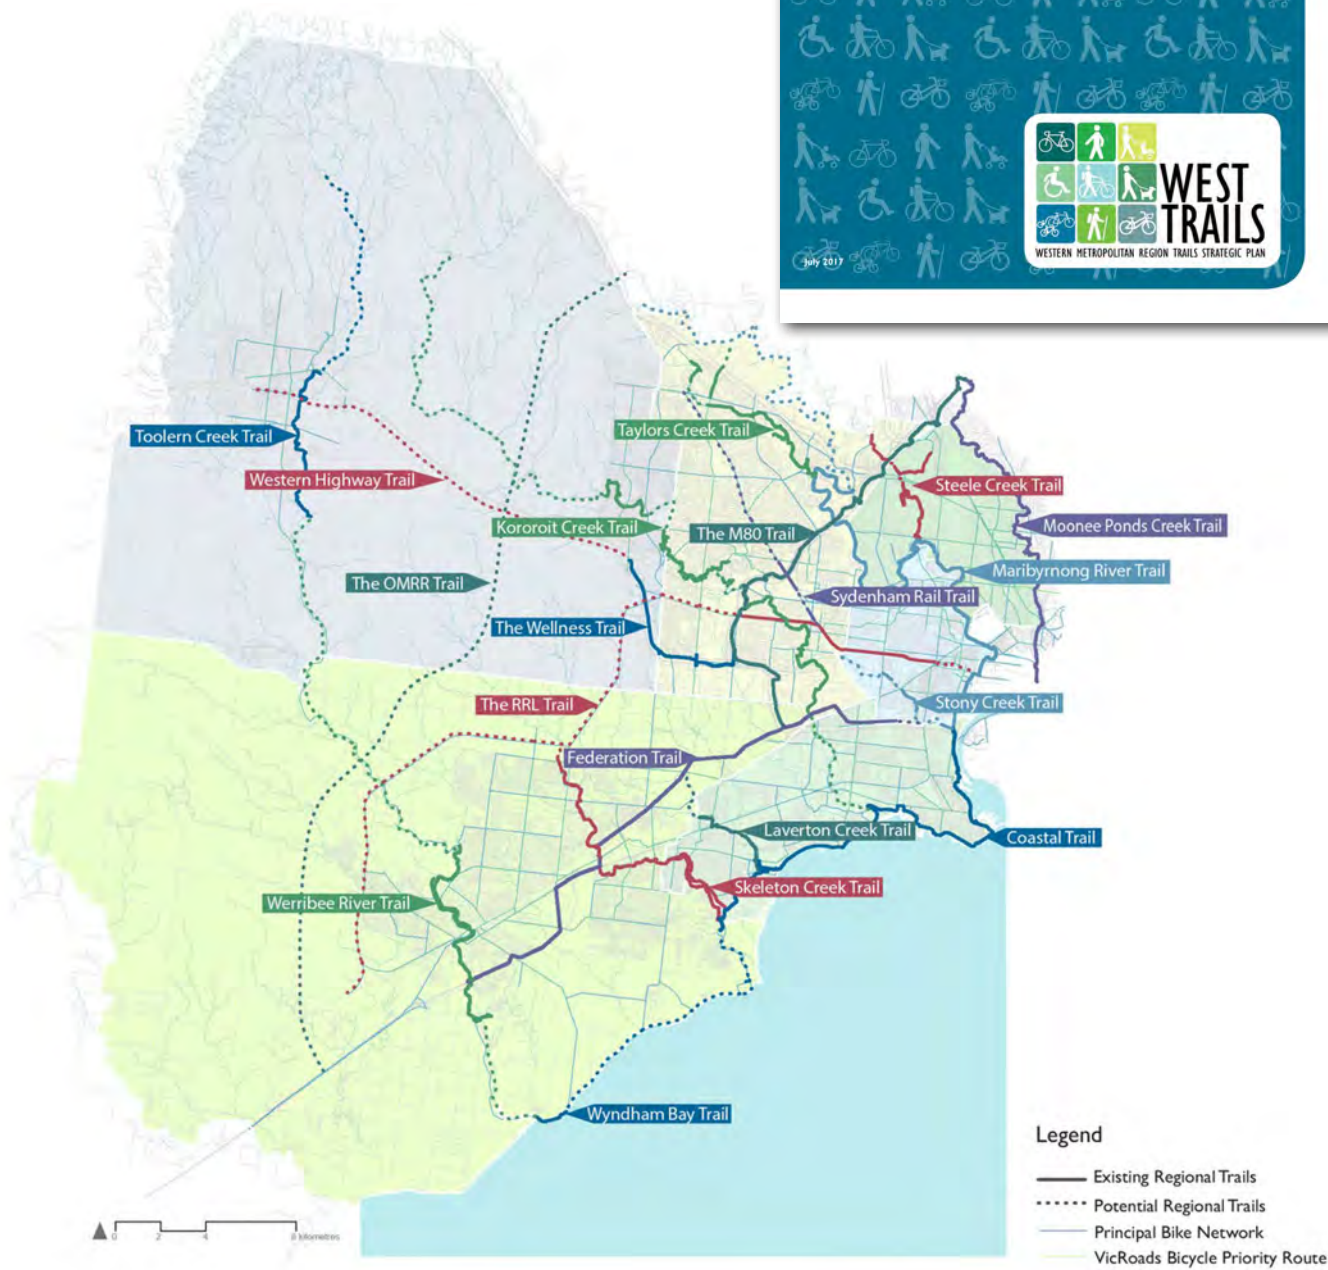 WEST
TRAILS
WESTERN METROPOLITAN REGION TRAILS STRATEGIC PLAN
July 2017
Toolern Creek Trail
Taylors Creek Trail
Western Highway Trail
Steele Creek Trail
Kororoit Creek Trail
The M80 Trail
Moonee Ponds Creek Trail
Maribyrnong River Trail
The OMRR Trail
Sydenham Rail Trail
The Wellness Trail
The RRL Trail
Stony Creek Trail
Federation Trail
Laverton Creek Trail
Coastal Trail
Skeleton Creek Trail
Werribee River Trail
Wyndham Bay Trail
Legend
Existing Regional Trails
Potential Regional Trails
Principal Bike Network
VicRoads Bicycle Priority Route
0 2 4 8 kilometres